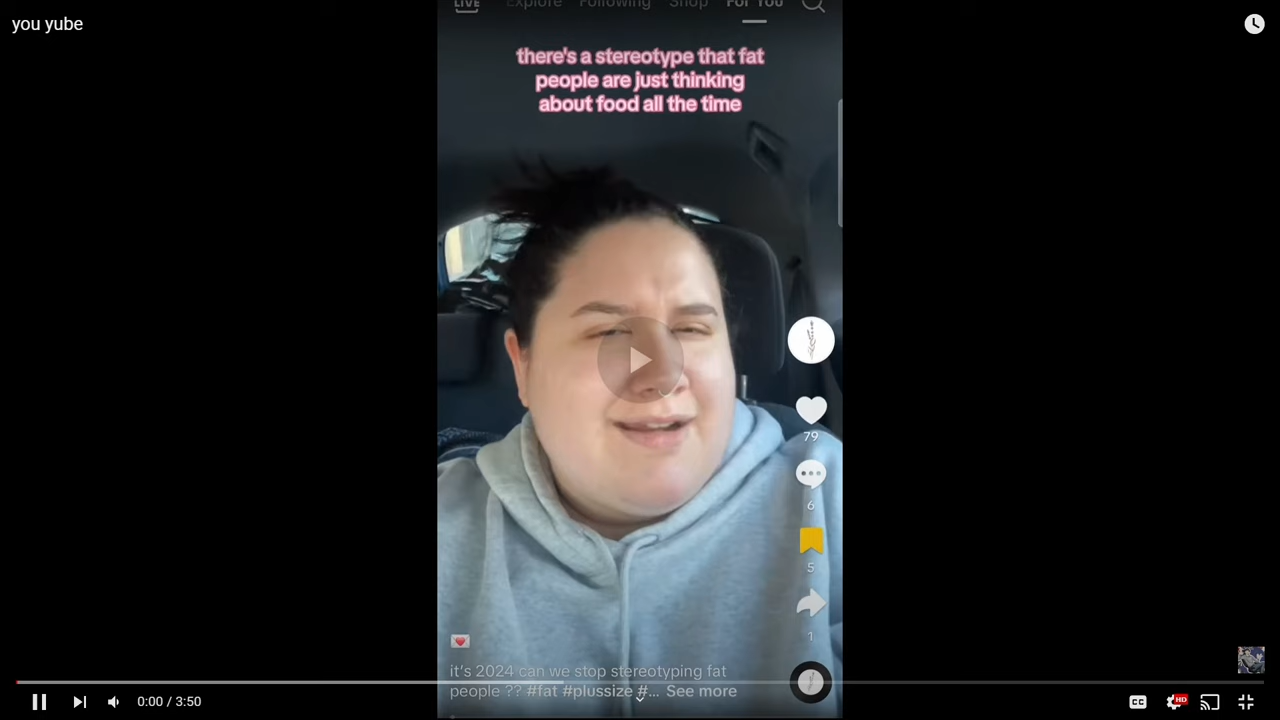 you yube
LIVE Explore Following Shop For You
there's a stereotype that fat
people are just thinking
about food all the time
79
6
5
1
it's 2024 can we stop stereotyping fat
people ?? #fat #plussize #... See more
0:00 / 3:50
CC
HD